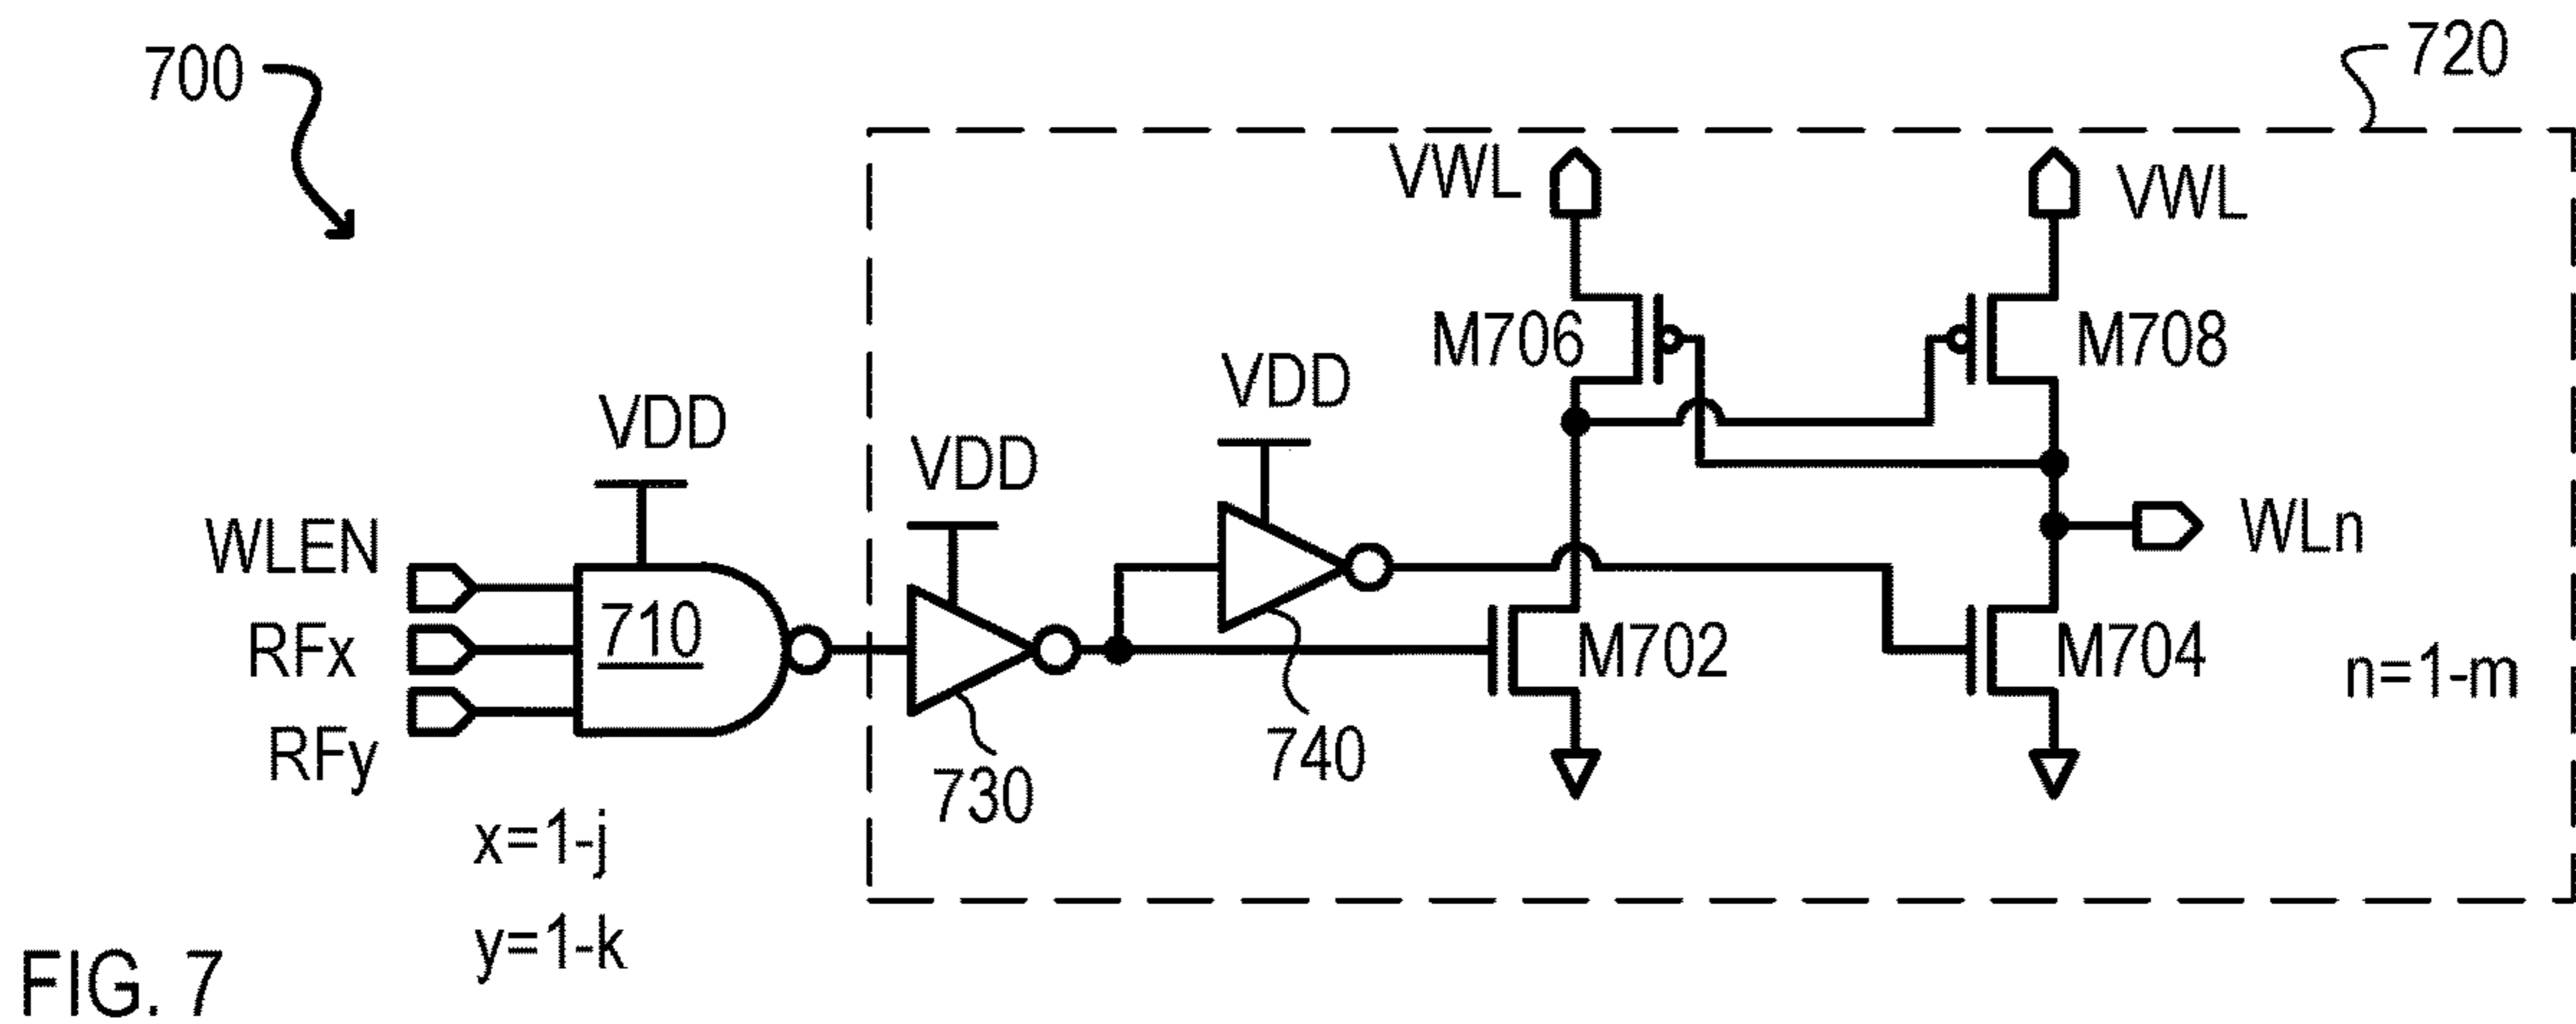 700
720
VWL
VWL
M706
M708
VDD
VDD
VDD
WLEN
RFx
RFy
710
WLn
M702
M704
n=1-m
730
740
x=1-j
y=1-k
FIG. 7